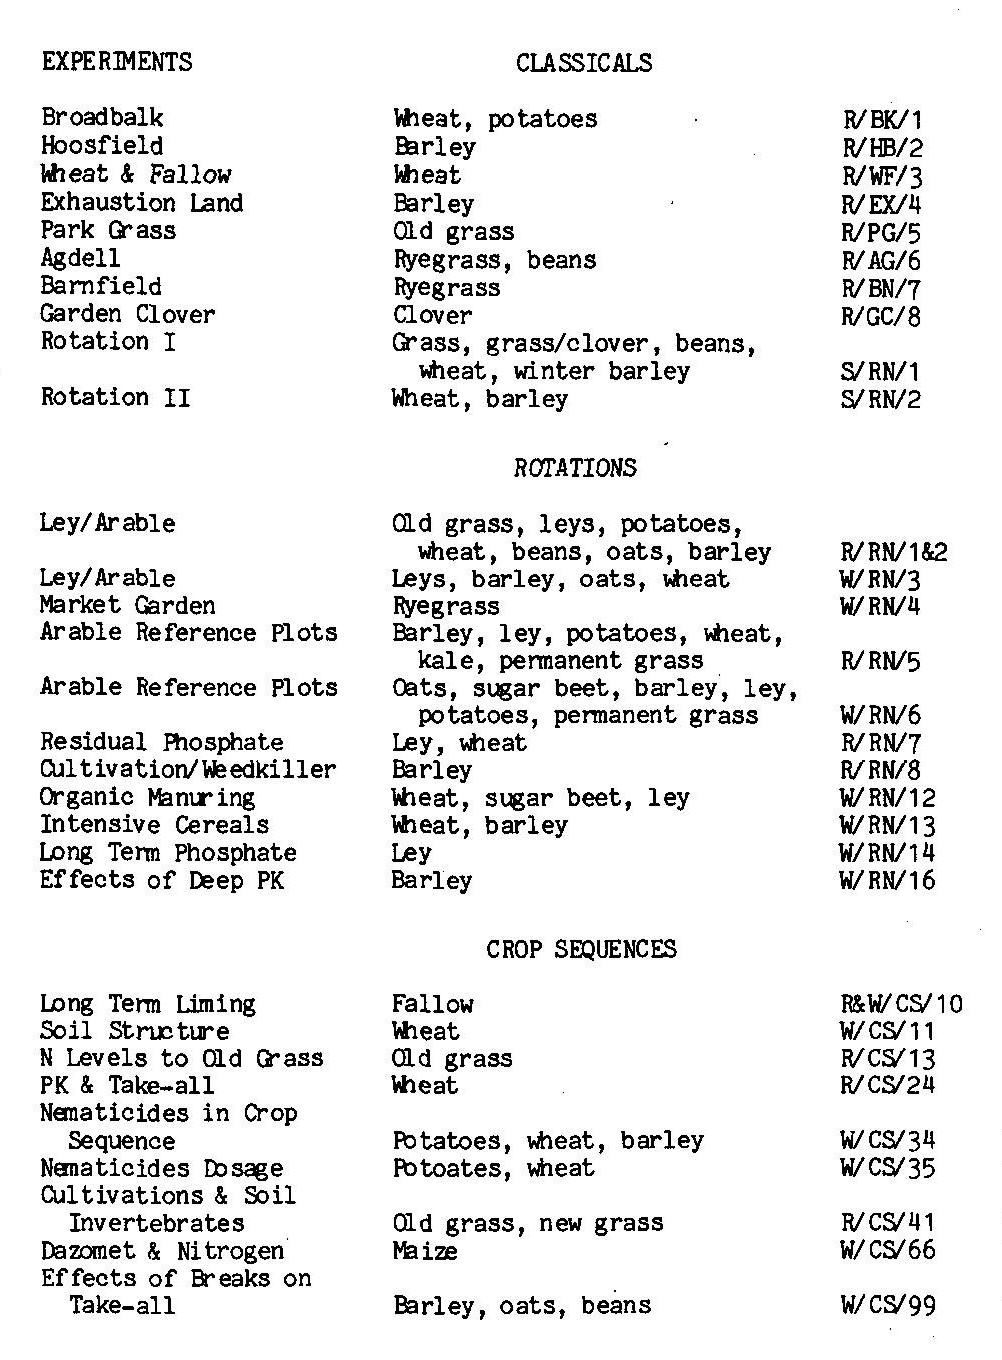 EXPERIMENTS CLASSICALS
Broadbalk Wheat, potatoes R/BK/1
Hoosfield Barley R/HB/2
Wheat & Fallow Wheat R/WF/3
Exhaustion Land Barley R/EX/4
Park Grass Old grass R/PG/5
Agdell Ryegrass, beans R/AG/6
Barnfield Ryegrass R/BN/7
Garden Clover Clover R/GC/8
Rotation I Grass, grass/clover, beans,
wheat, winter barley S/RN/1
Rotation II Wheat, barley S/RN/2
ROTATIONS
Ley/Arable Old grass, leys, potatoes,
wheat, beans, oats, barley R/RN/1&2
Ley/Arable Leys, barley, oats, wheat W/RN/3
Market Garden Ryegrass W/RN/4
Arable Reference Plots Barley, ley, potatoes, wheat,
kale, permanent grass R/RN/5
Arable Reference Plots Oats, sugar beet, barley, ley,
potatoes, permanent grass W/RN/6
Residual Phosphate Ley, wheat R/RN/7
Cultivation/Weedkiller Barley R/RN/8
Organic Manuring Wheat, sugar beet, ley W/RN/12
Intensive Cereals Wheat, barley W/RN/13
Long Term Phosphate Ley W/RN/14
Effects of Deep PK Barley W/RN/16
CROP SEQUENCES
Long Term Liming Fallow R&W/CS/10
Soil Structure Wheat W/CS/11
N Levels to Old Grass Old grass R/CS/13
PK & Take-all Wheat R/CS/24
Nematicides in Crop
Sequence Potatoes, wheat, barley W/CS/34
Nematicides Dosage Potoates, wheat W/CS/35
Cultivations & Soil
Invertebrates Old grass, new grass R/CS/41
Dazomet & Nitrogen Maize W/CS/66
Effects of Breaks on
Take-all Barley, oats, beans W/CS/99